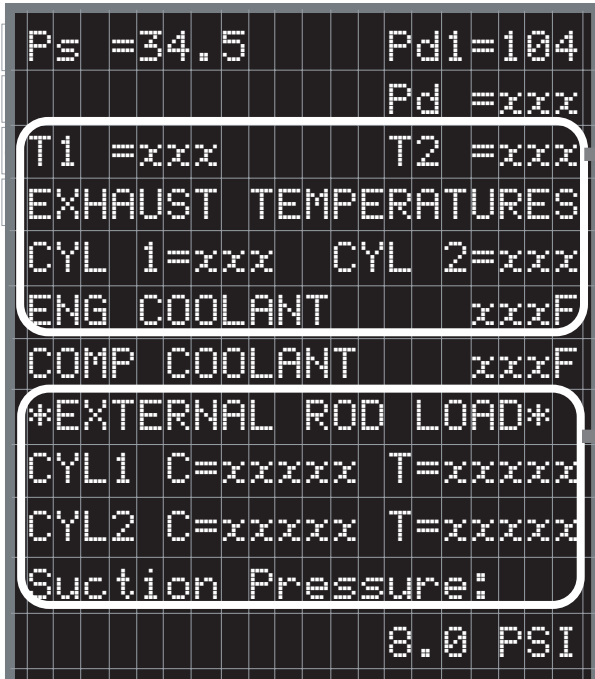 Ps =34.5 Pd1=104
Pd =xxx
T1 =xxx T2 =xxx
EXHAUST TEMPERATURES
CYL 1=xxx CYL 2=xxx
ENG COOLANT xxxF
COMP COOLANT xxxF
*EXTERNAL ROD LOAD*
CYL1 C=xxxxx T=xxxxx
CYL2 C=xxxxx T=xxxxx
Suction Pressure:
8.0 PSI